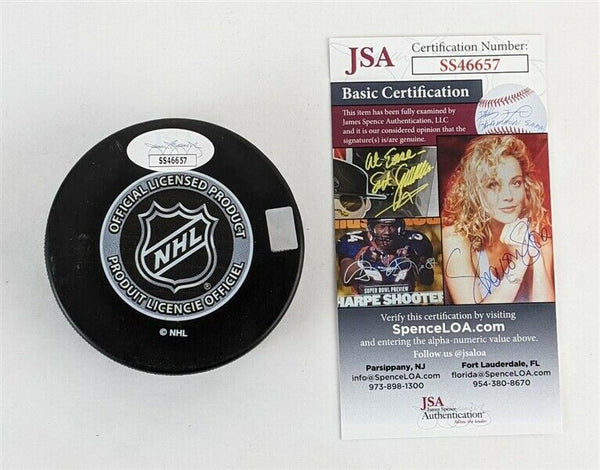 SS46657
OFFICIAL LICENSED PRODUCT
NHL
PRODUIT LICENCIE OFFICIEL
© NHL
JSA
Certification Number:
SS46657
Basic Certification
This item has been fully examined by
James Spence Authentication, LLC
and it is our considered opinion that the
signature(s) is/are genuine.
34
SUPER BOWL PREVIEW
HARPE SHOOTER
Verify this certification by visiting
SpenceLOA.com
and entering the alpha-numeric value above.
Follow us @jsaloa
Parsippany, NJ
info@SpenceLOA.com
973-898-1300
Fort Lauderdale, FL
florida@SpenceLOA.com
954-380-8670
JSA
James Spence
Authentication